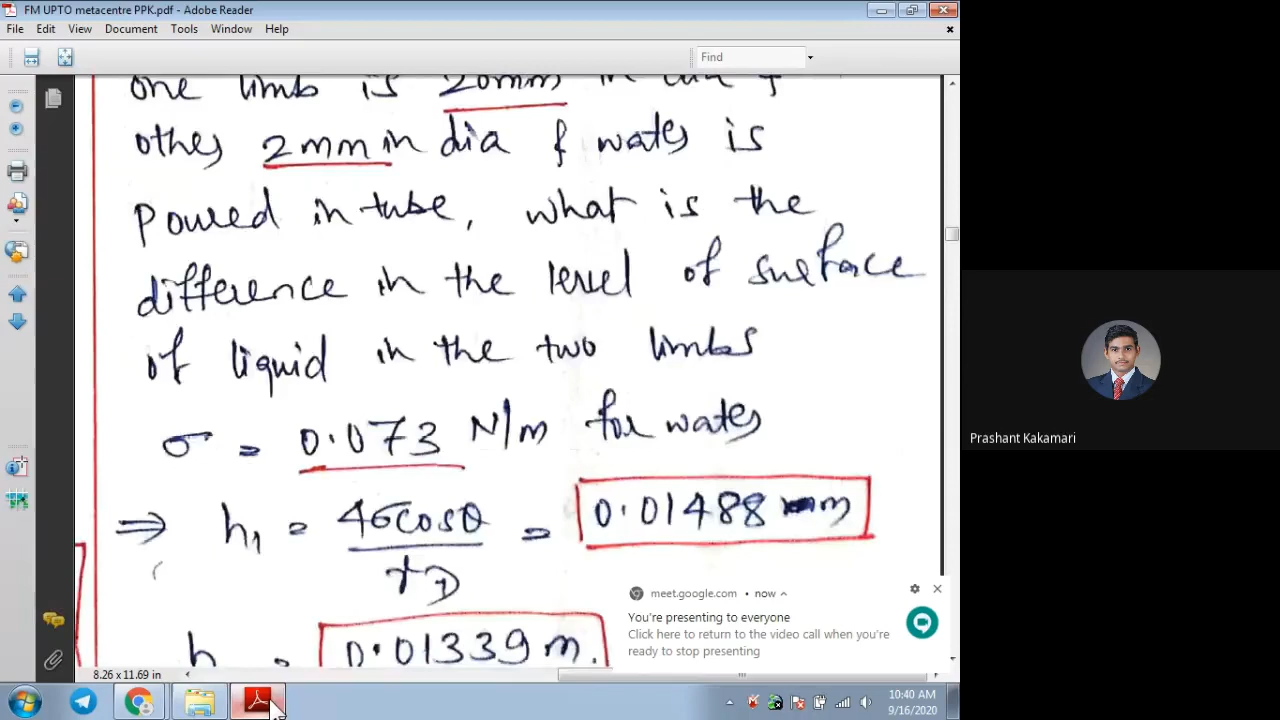 FM UPTO metacentre PPK.pdf - Adobe Reader
File Edit View Document Tools Window Help
Find
one limb is 20mm in dia &
other 2mm in dia & water is
Poured in tube, what is the
difference in the level of surface
of liquid in the two limbs
σ = 0.073 N/m for water
⇒ h₁ = 4σcosθ / γD = 0.01488 m
h = 0.01339 m.
meet.google.com • now
You're presenting to everyone
Click here to return to the video call when you're
ready to stop presenting
8.26 x 11.69 in
Prashant Kakamari
10:40 AM
9/16/2020